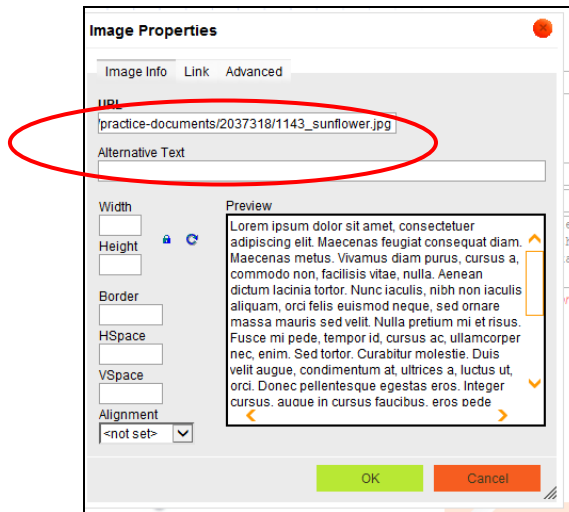 Image Properties
Image Info Link Advanced
URL
/practice-documents/2037318/1143_sunflower.jpg
Alternative Text
Width
Height
Border
HSpace
VSpace
Alignment
<not set>
Preview
Lorem ipsum dolor sit amet, consectetuer
adipiscing elit. Maecenas feugiat consequat diam.
Maecenas metus. Vivamus diam purus, cursus a,
commodo non, facilisis vitae, nulla. Aenean
dictum lacinia tortor. Nunc iaculis, nibh non iaculis
aliquam, orci felis euismod neque, sed ornare
massa mauris sed velit. Nulla pretium mi et risus.
Fusce mi pede, tempor id, cursus ac, ullamcorper
nec, enim. Sed tortor. Curabitur molestie. Duis
velit augue, condimentum at, ultrices a, luctus ut,
orci. Donec pellentesque egestas eros. Integer
cursus, augue in cursus faucibus, eros pede
OK Cancel